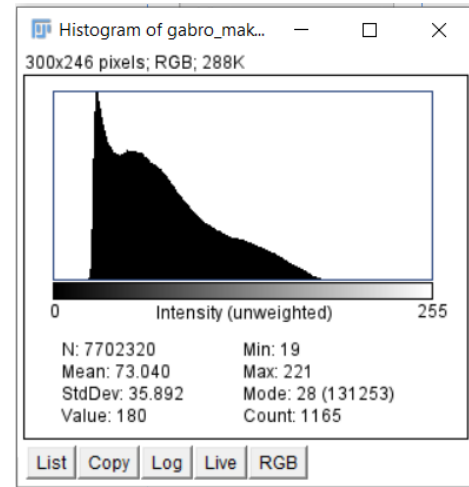 Histogram of gabro_mak...
300x246 pixels; RGB; 288K
0 Intensity (unweighted) 255
N: 7702320 Min: 19
Mean: 73.040 Max: 221
StdDev: 35.892 Mode: 28 (131253)
Value: 180 Count: 1165
List Copy Log Live RGB